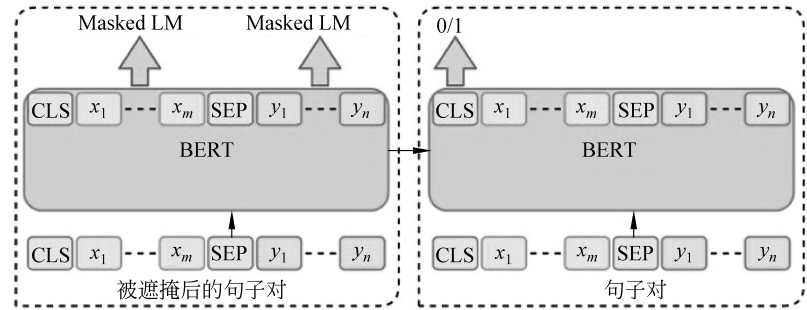 Masked LM Masked LM 0/1
CLS x₁ xₘ SEP y₁ yₙ CLS x₁ xₘ SEP y₁ yₙ
BERT BERT
CLS x₁ xₘ SEP y₁ yₙ CLS x₁ xₘ SEP y₁ yₙ
被遮掩后的句子对 句子对